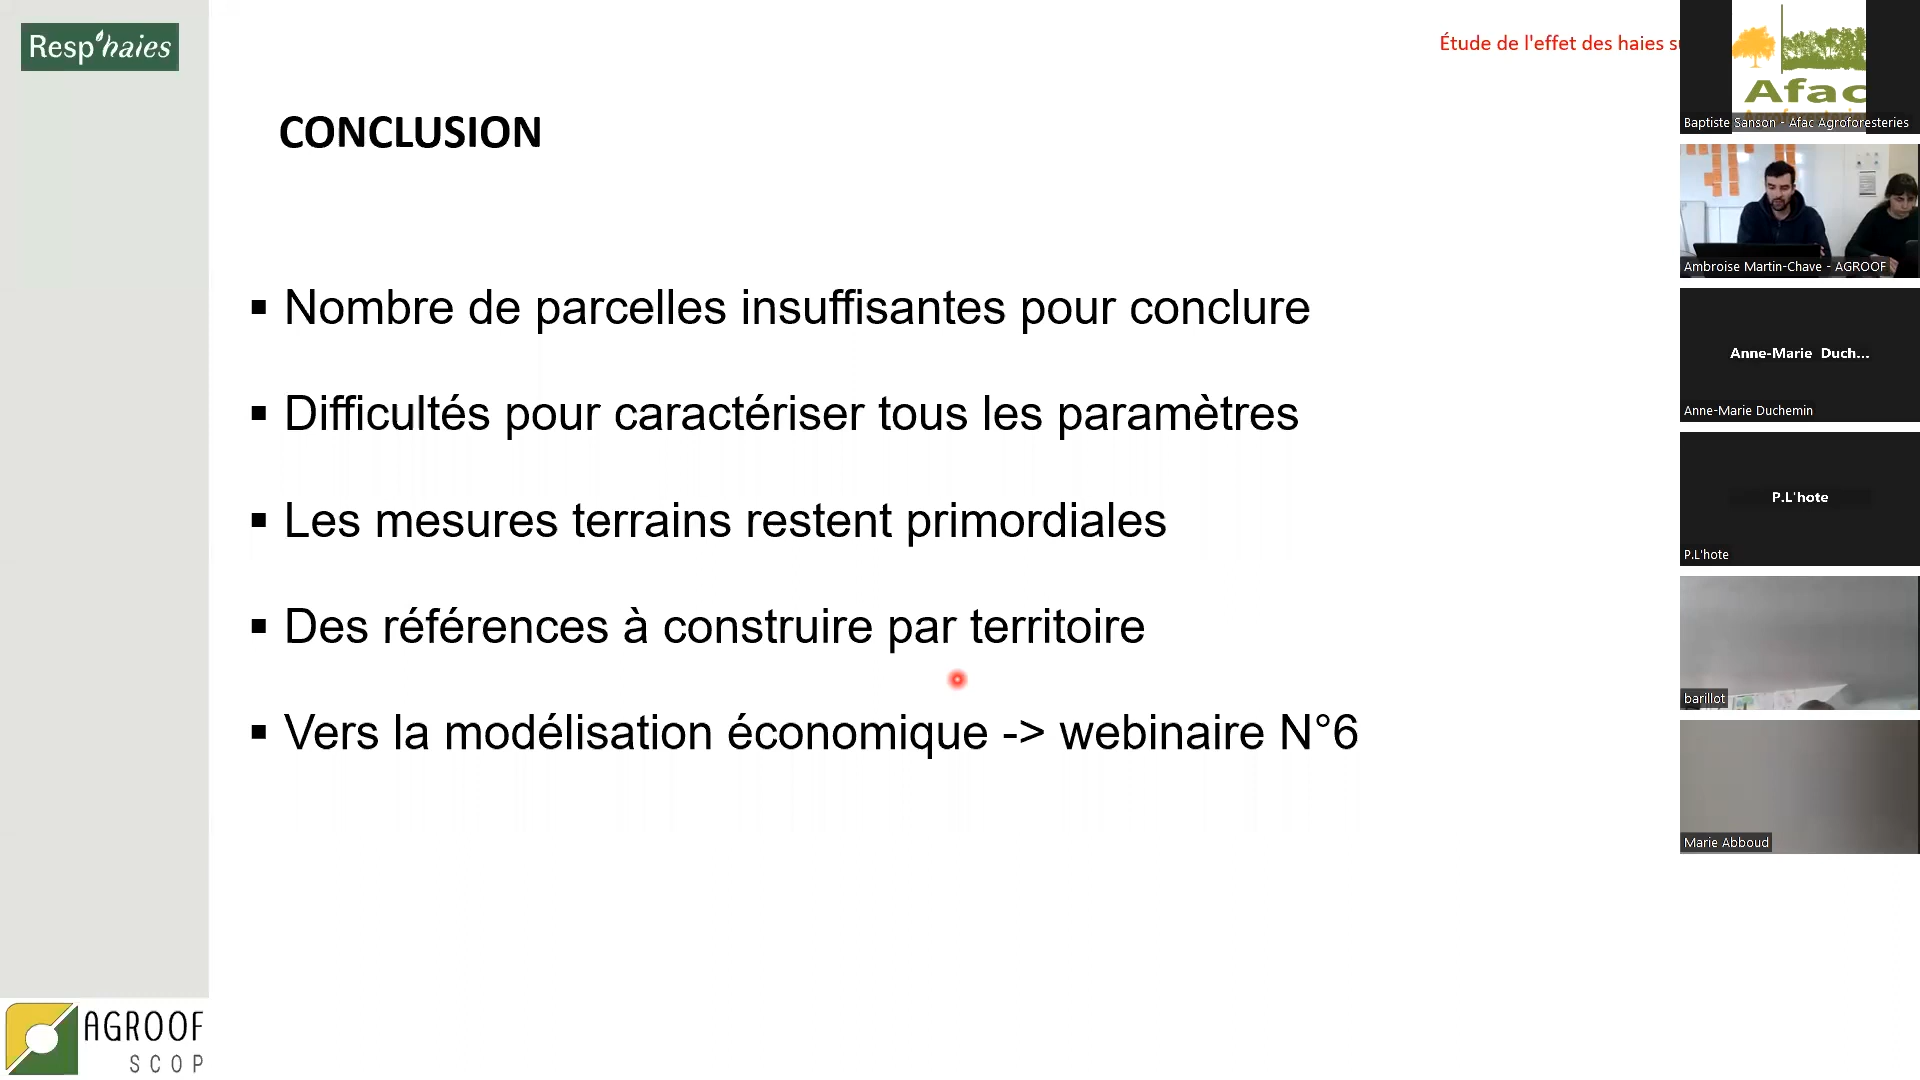 Resp'haies
Étude de l'effet des haies
CONCLUSION
▪ Nombre de parcelles insuffisantes pour conclure
▪ Difficultés pour caractériser tous les paramètres
▪ Les mesures terrains restent primordiales
▪ Des références à construire par territoire
▪ Vers la modélisation économique -> webinaire N°6
AGROOF
SCOP
Afac
Baptiste Sanson - Afac Agroforesteries
Ambroise Martin-Chave - AGROOF
Anne-Marie Duch...
Anne-Marie Duchemin
P.L'hote
P.L'hote
barillot
Marie Abboud